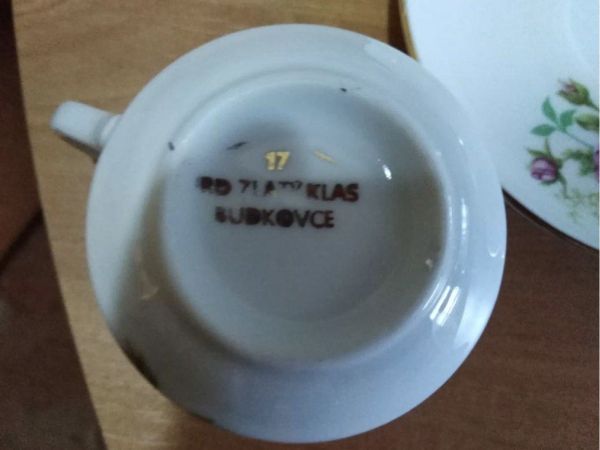 17
RD ZLATÝ KLAS
BUDKOVCE